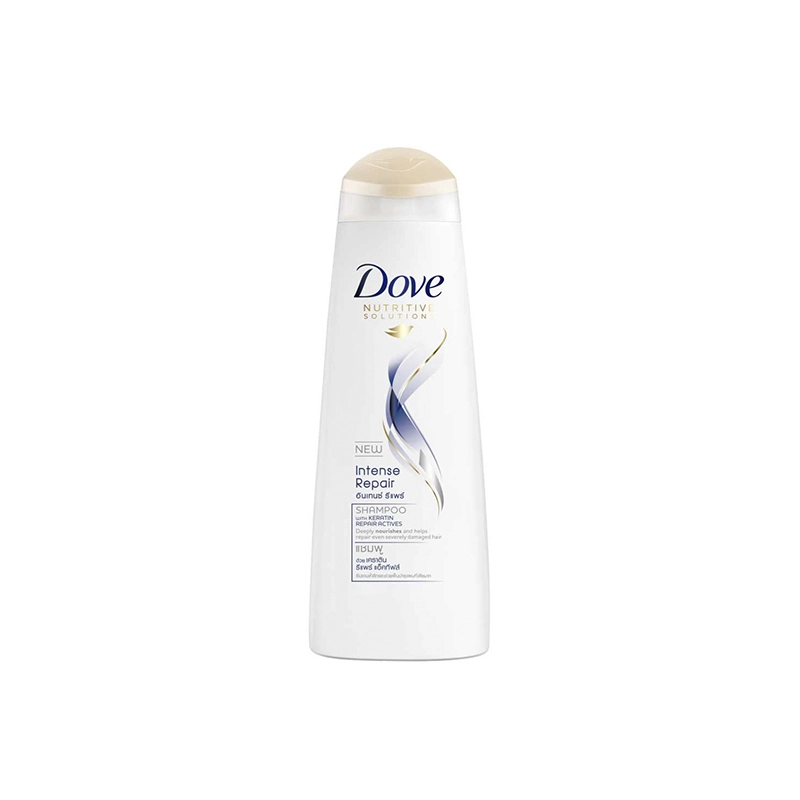 Dove
NUTRITIVE
SOLUTIONS
NEW
Intense
Repair
อินเทนซ์ รีแพร์
SHAMPOO
WITH KERATIN
REPAIR ACTIVES
Deeply nourishes and helps
repair even severely damaged hair
แชมพู
ด้วย เคราติน
รีแพร์ แอ็คทีฟส์